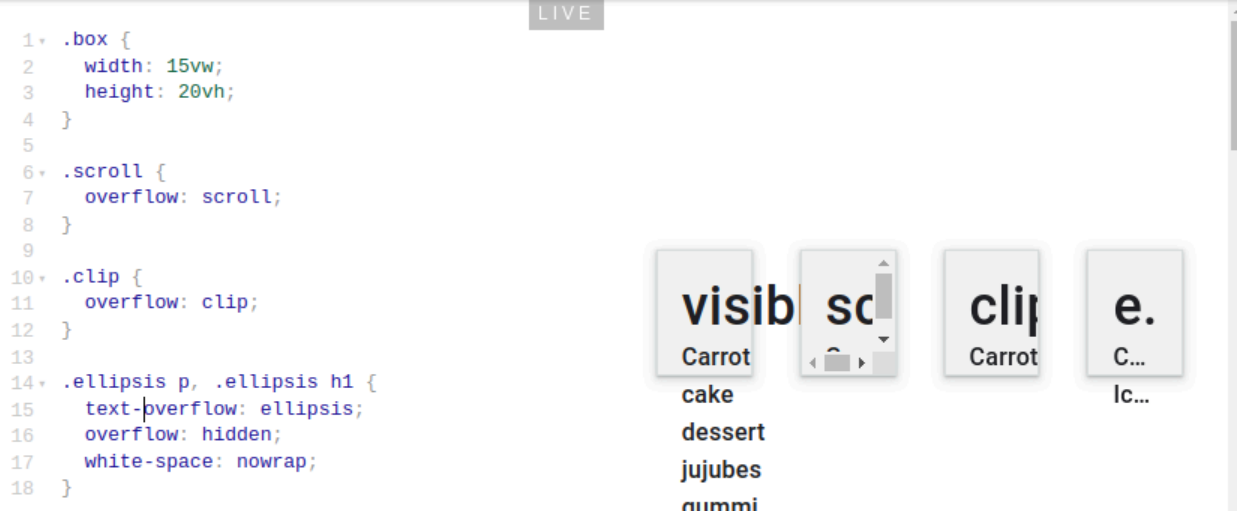 LIVE
1 .box {
2 width: 15vw;
3 height: 20vh;
4 }
5
6 .scroll {
7 overflow: scroll;
8 }
9
10 .clip {
11 overflow: clip;
12 }
13
14 .ellipsis p, .ellipsis h1 {
15 text-overflow: ellipsis;
16 overflow: hidden;
17 white-space: nowrap;
18 }
visibl
Carrot
cake
dessert
jujubes
gummi
sc
clip
Carrot
e.
C...
Ic...